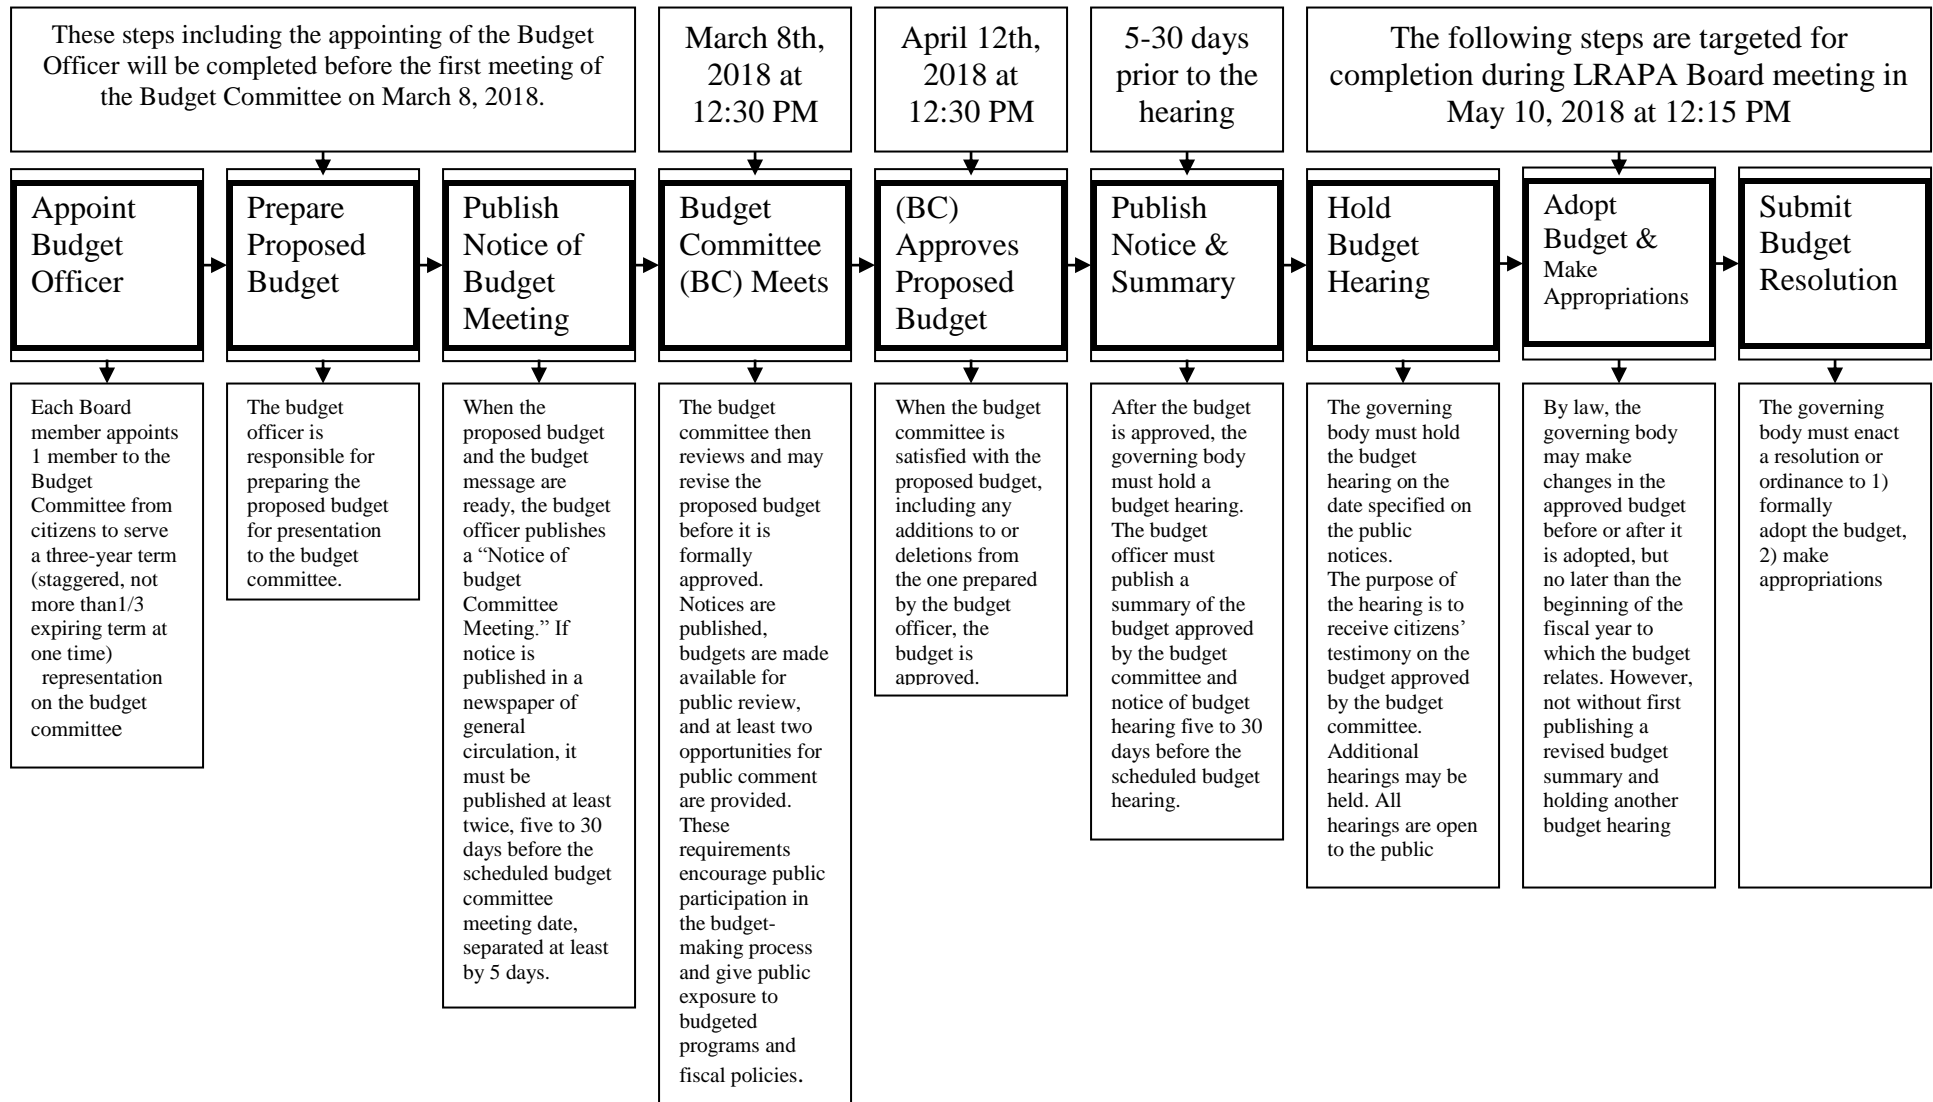 These steps including the appointing of the Budget
Officer will be completed before the first meeting of
the Budget Committee on March 8, 2018.
March 8th,
2018 at
12:30 PM
April 12th,
2018 at
12:30 PM
5-30 days
prior to the
hearing
The following steps are targeted for
completion during LRAPA Board meeting in
May 10, 2018 at 12:15 PM
Appoint
Budget
Officer
Prepare
Proposed
Budget
Publish
Notice of
Budget
Meeting
Budget
Committee
(BC) Meets
(BC)
Approves
Proposed
Budget
Publish
Notice &
Summary
Hold
Budget
Hearing
Adopt
Budget &
Make
Appropriations
Submit
Budget
Resolution
Each Board
member appoints
1 member to the
Budget
Committee from
citizens to serve
a three-year term
(staggered, not
more than1/3
expiring term at
one time)
representation
on the budget
committee
The budget
officer is
responsible for
preparing the
proposed budget
for presentation
to the budget
committee.
When the
proposed budget
and the budget
message are
ready, the budget
officer publishes
a “Notice of
budget
Committee
Meeting.” If
notice is
published in a
newspaper of
general
circulation, it
must be
published at least
twice, five to 30
days before the
scheduled budget
committee
meeting date,
separated at least
by 5 days.
The budget
committee then
reviews and may
revise the
proposed budget
before it is
formally
approved.
Notices are
published,
budgets are made
available for
public review,
and at least two
opportunities for
public comment
are provided.
These
requirements
encourage public
participation in
the budget-
making process
and give public
exposure to
budgeted
programs and
fiscal policies.
When the budget
committee is
satisfied with the
proposed budget,
including any
additions to or
deletions from
the one prepared
by the budget
officer, the
budget is
approved.
After the budget
is approved, the
governing body
must hold a
budget hearing.
The budget
officer must
publish a
summary of the
budget approved
by the budget
committee and
notice of budget
hearing five to 30
days before the
scheduled budget
hearing.
The governing
body must hold
the budget
hearing on the
date specified on
the public
notices.
The purpose of
the hearing is to
receive citizens’
testimony on the
budget approved
by the budget
committee.
Additional
hearings may be
held. All
hearings are open
to the public
By law, the
governing body
may make
changes in the
approved budget
before or after it
is adopted, but
no later than the
beginning of the
fiscal year to
which the budget
relates. However,
not without first
publishing a
revised budget
summary and
holding another
budget hearing
The governing
body must enact
a resolution or
ordinance to 1)
formally
adopt the budget,
2) make
appropriations